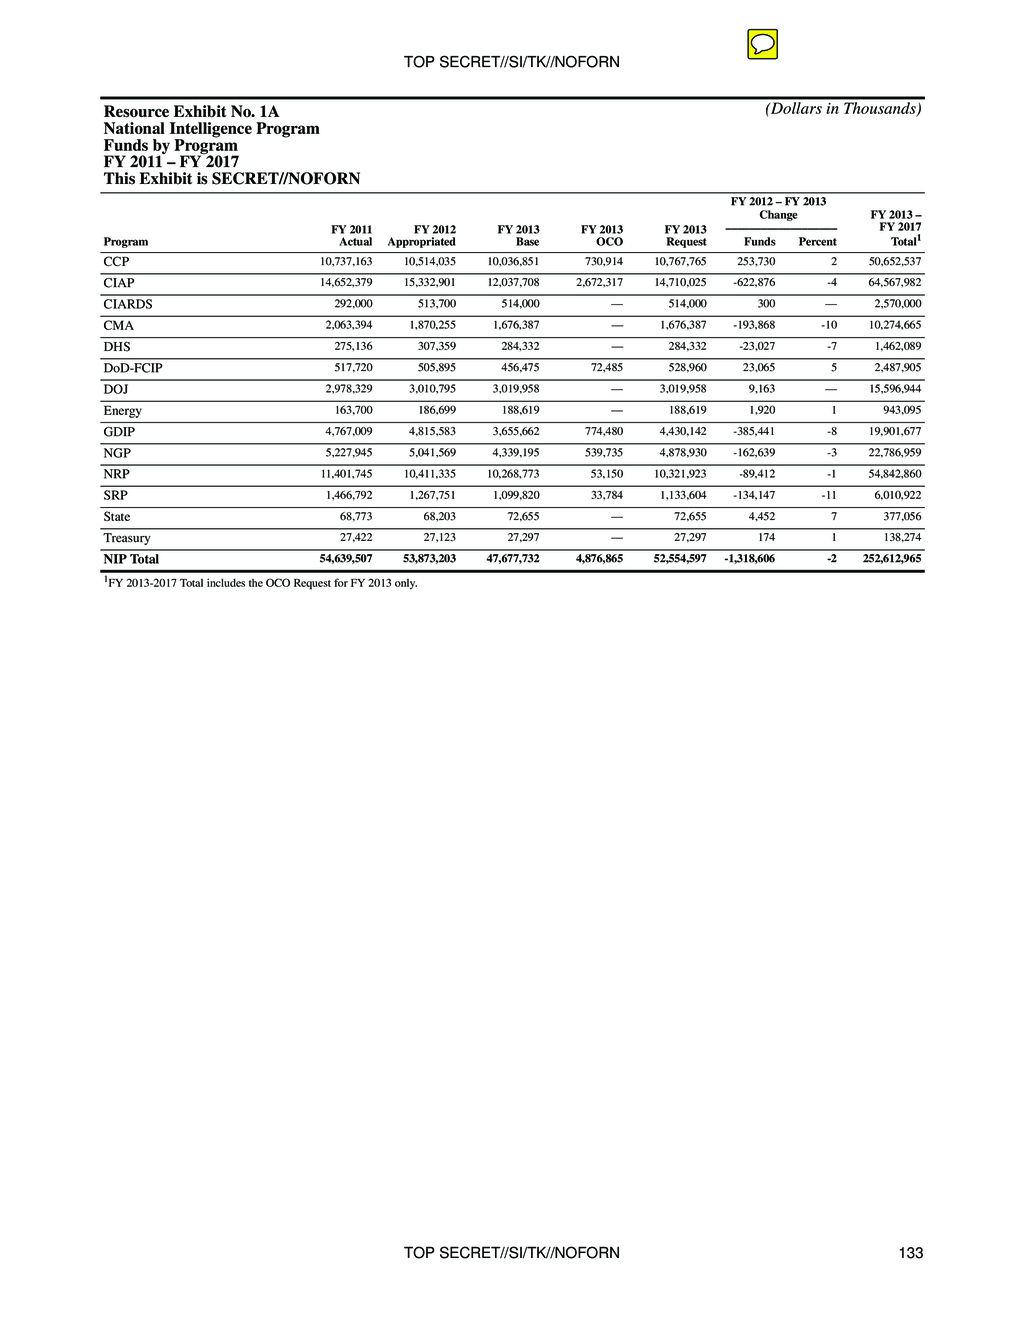 TOP SECRET//SI/TK//NOFORN
Resource Exhibit No. 1A (Dollars in Thousands)
National Intelligence Program
Funds by Program
FY 2011 – FY 2017
This Exhibit is SECRET//NOFORN
FY 2012 – FY 2013
Change FY 2013 –
FY 2011 FY 2012 FY 2013 FY 2013 FY 2013 FY 2017
Program Actual Appropriated Base OCO Request Funds Percent Total1
CCP 10,737,163 10,514,035 10,036,851 730,914 10,767,765 253,730 2 50,652,537
CIAP 14,652,379 15,332,901 12,037,708 2,672,317 14,710,025 -622,876 -4 64,567,982
CIARDS 292,000 513,700 514,000 — 514,000 300 — 2,570,000
CMA 2,063,394 1,870,255 1,676,387 — 1,676,387 -193,868 -10 10,274,665
DHS 275,136 307,359 284,332 — 284,332 -23,027 -7 1,462,089
DoD-FCIP 517,720 505,895 456,475 72,485 528,960 23,065 5 2,487,905
DOJ 2,978,329 3,010,795 3,019,958 — 3,019,958 9,163 — 15,596,944
Energy 163,700 186,699 188,619 — 188,619 1,920 1 943,095
GDIP 4,767,009 4,815,583 3,655,662 774,480 4,430,142 -385,441 -8 19,901,677
NGP 5,227,945 5,041,569 4,339,195 539,735 4,878,930 -162,639 -3 22,786,959
NRP 11,401,745 10,411,335 10,268,773 53,150 10,321,923 -89,412 -1 54,842,860
SRP 1,466,792 1,267,751 1,099,820 33,784 1,133,604 -134,147 -11 6,010,922
State 68,773 68,203 72,655 — 72,655 4,452 7 377,056
Treasury 27,422 27,123 27,297 — 27,297 174 1 138,274
NIP Total 54,639,507 53,873,203 47,677,732 4,876,865 52,554,597 -1,318,606 -2 252,612,965
1FY 2013-2017 Total includes the OCO Request for FY 2013 only.
TOP SECRET//SI/TK//NOFORN 133